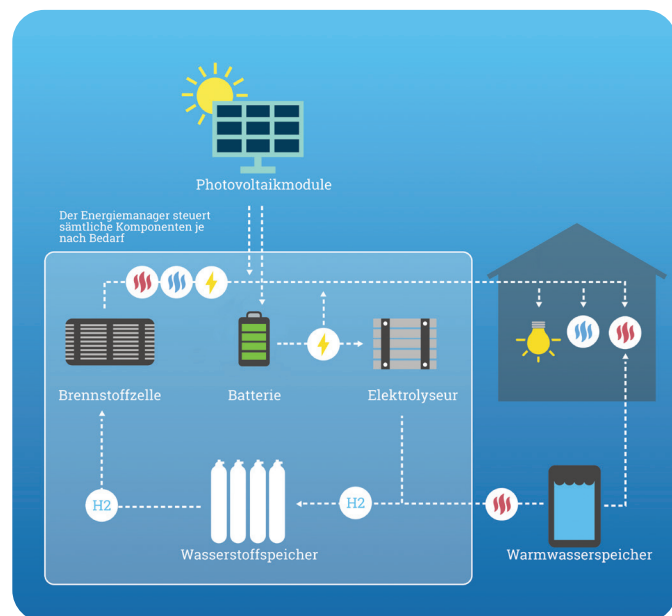 Photovoltaikmodule
Der Energiemanager steuert
sämtliche Komponenten je
nach Bedarf
Brennstoffzelle
Batterie
Elektrolyseur
H2
H2
Wasserstoffspeicher
Warmwasserspeicher